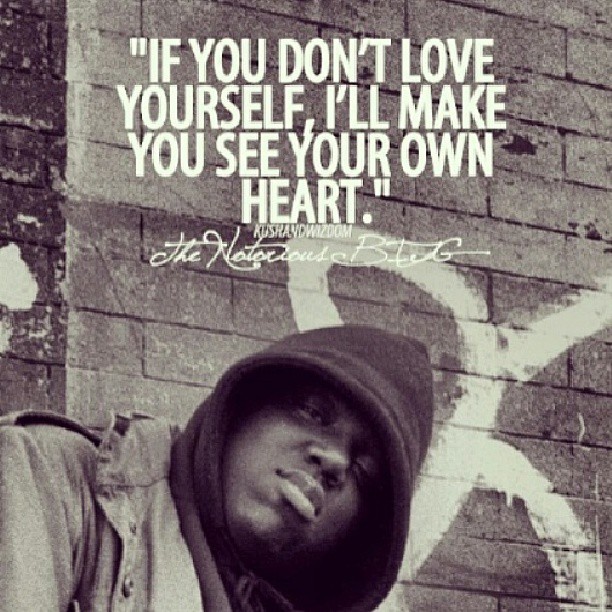 "IF YOU DON'T LOVE
YOURSELF, I'LL MAKE
YOU SEE YOUR OWN
HEART."
KUSHANDWIZDOM
The Notorious B.I.G